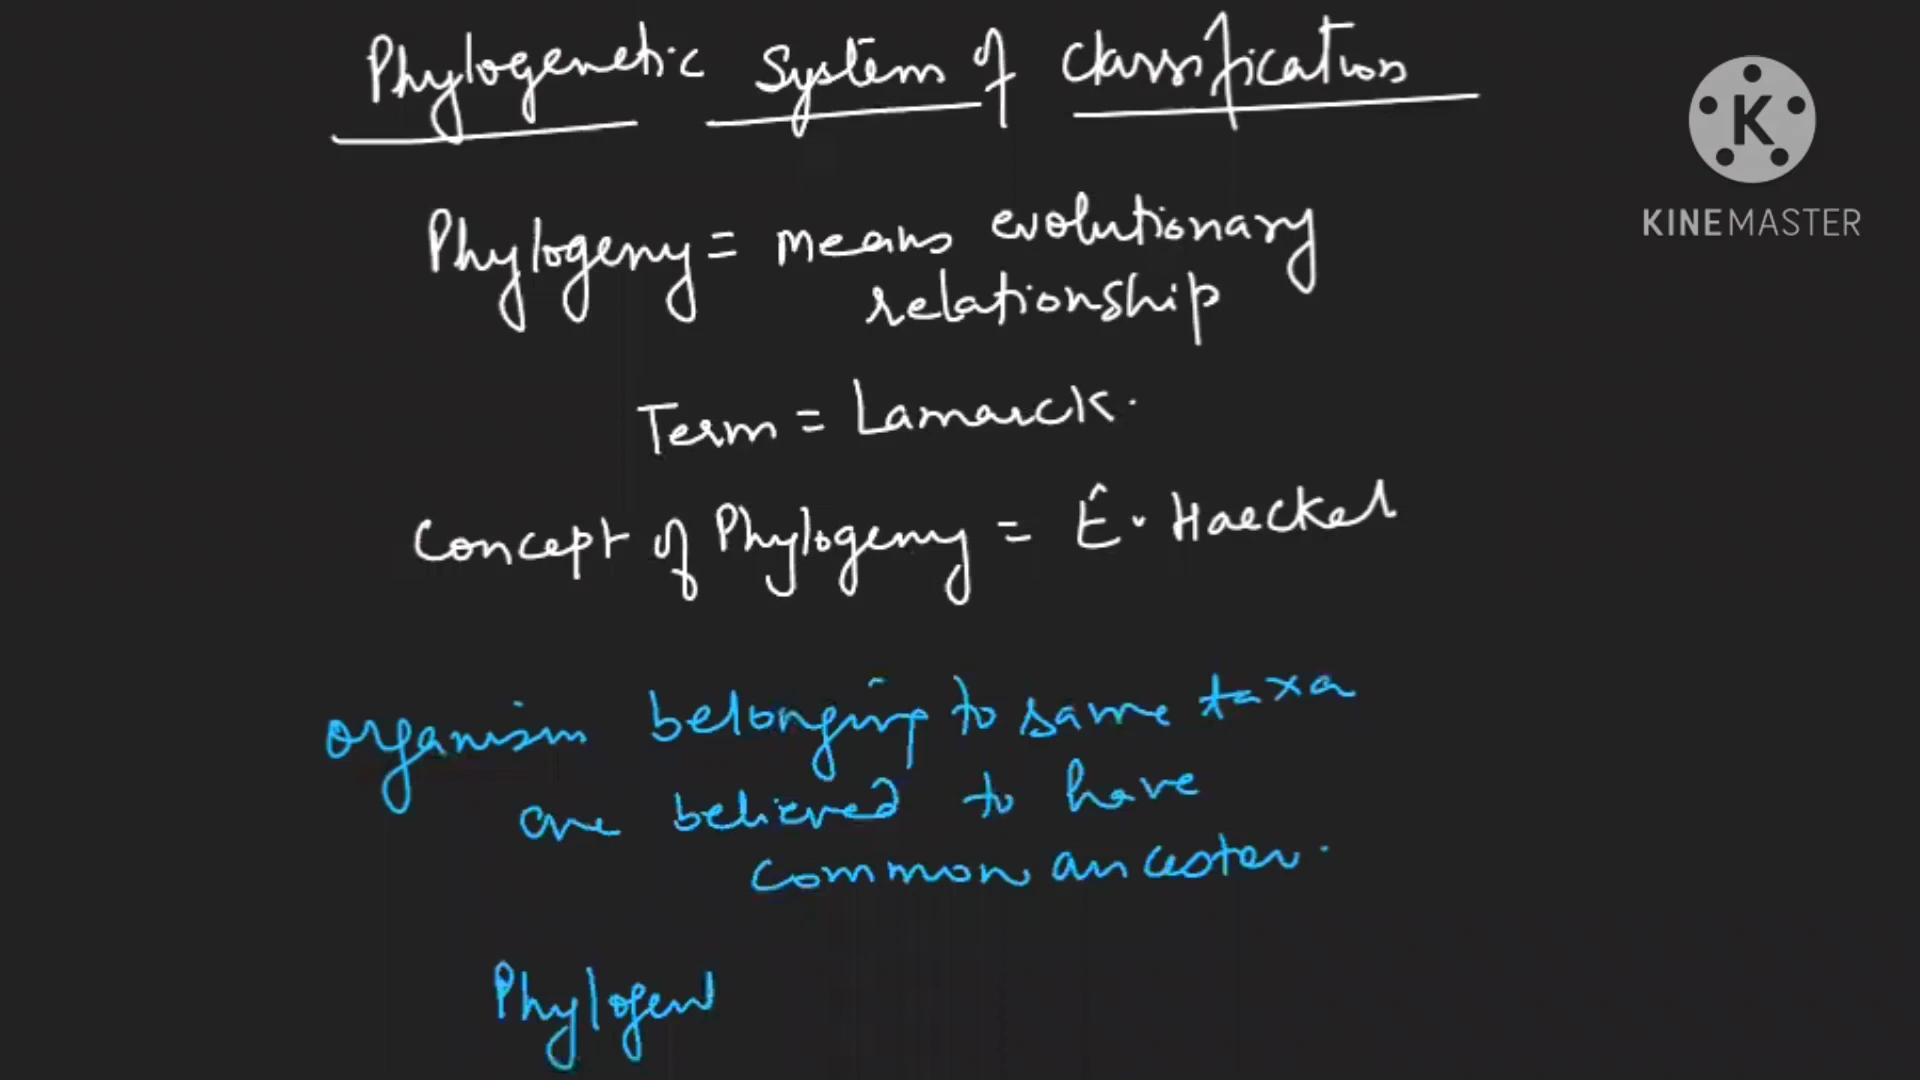 Phylogenetic System of Classification
K
KINEMASTER
Phylogeny = means evolutionary
relationship
Term = Lamarck.
Concept of Phylogeny = E. Haeckel
organism belonging to same taxa
are believed to have
common ancestor.
Phylogen